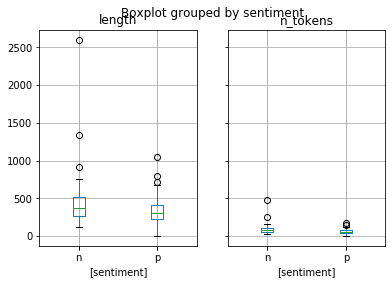 Boxplot grouped by sentiment
length
n_tokens
2500
2000
1500
1000
500
0
n
p
n
p
[sentiment]
[sentiment]